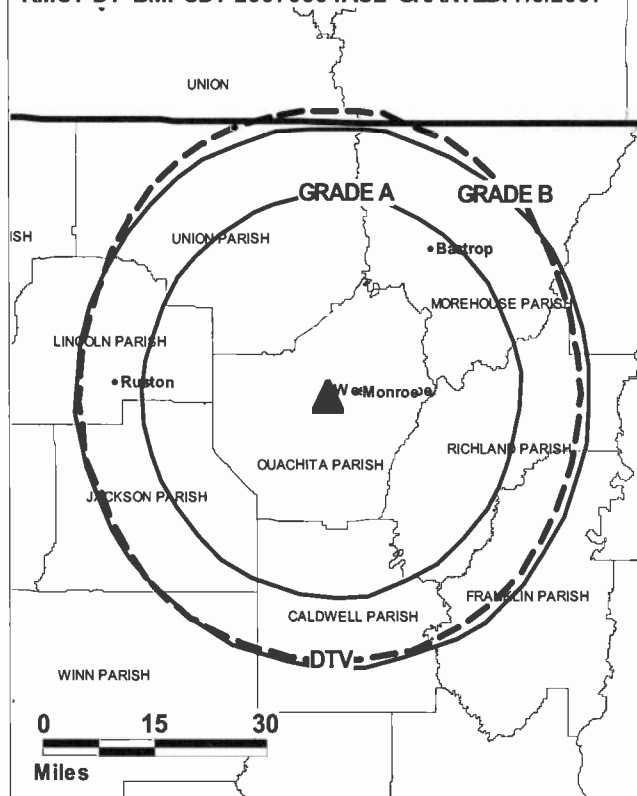 UNION
GRADE A GRADE B
ISH
UNION PARISH
Bastrop
MOREHOUSE PARISH
LINCOLN PARISH
Ruston
Monroe
RICHLAND PARISH
OUACHITA PARISH
JACKSON PARISH
FRANKLIN PARISH
CALDWELL PARISH
DTV
WINN PARISH
0 15 30
Miles